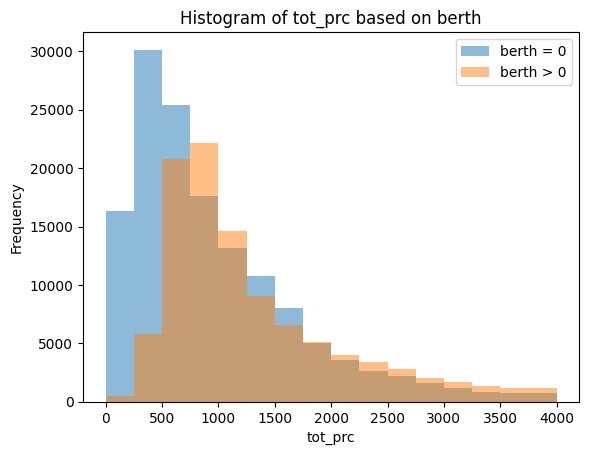 Histogram of tot_prc based on berth
berth = 0
berth > 0
Frequency
30000
25000
20000
15000
10000
5000
0
0 500 1000 1500 2000 2500 3000 3500 4000
tot_prc